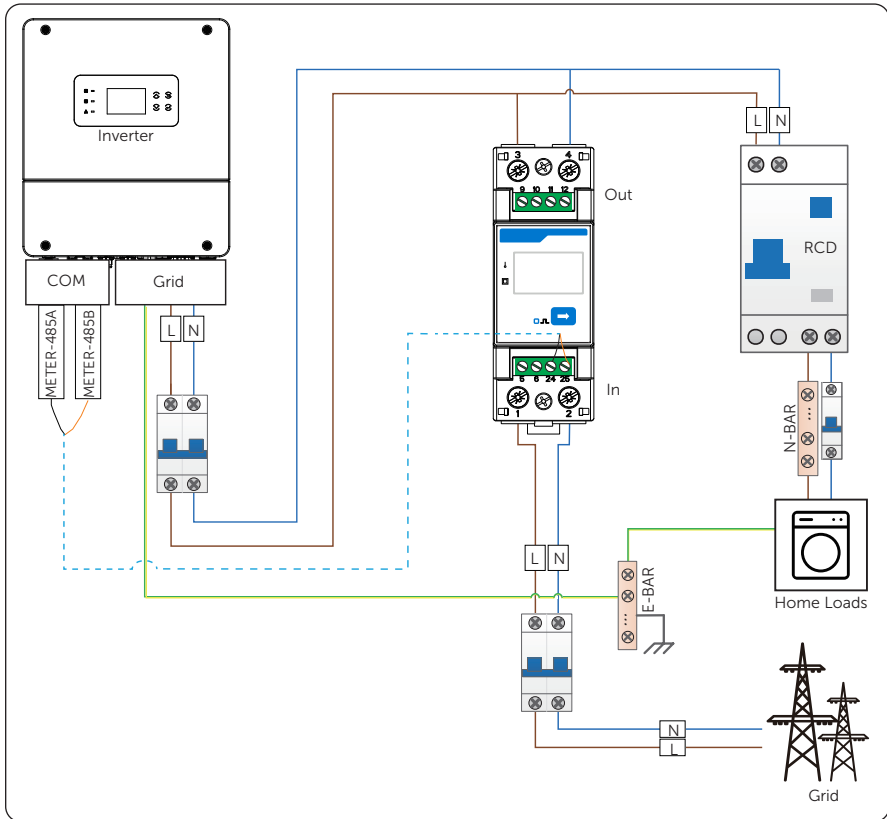 Inverter
COM
Grid
METER-485A
METER-485B
L
N
3
4
9 10 11 12
Out
5 6 24 25
In
1
2
L
N
RCD
N-BAR
Home Loads
L
N
E-BAR
N
L
Grid